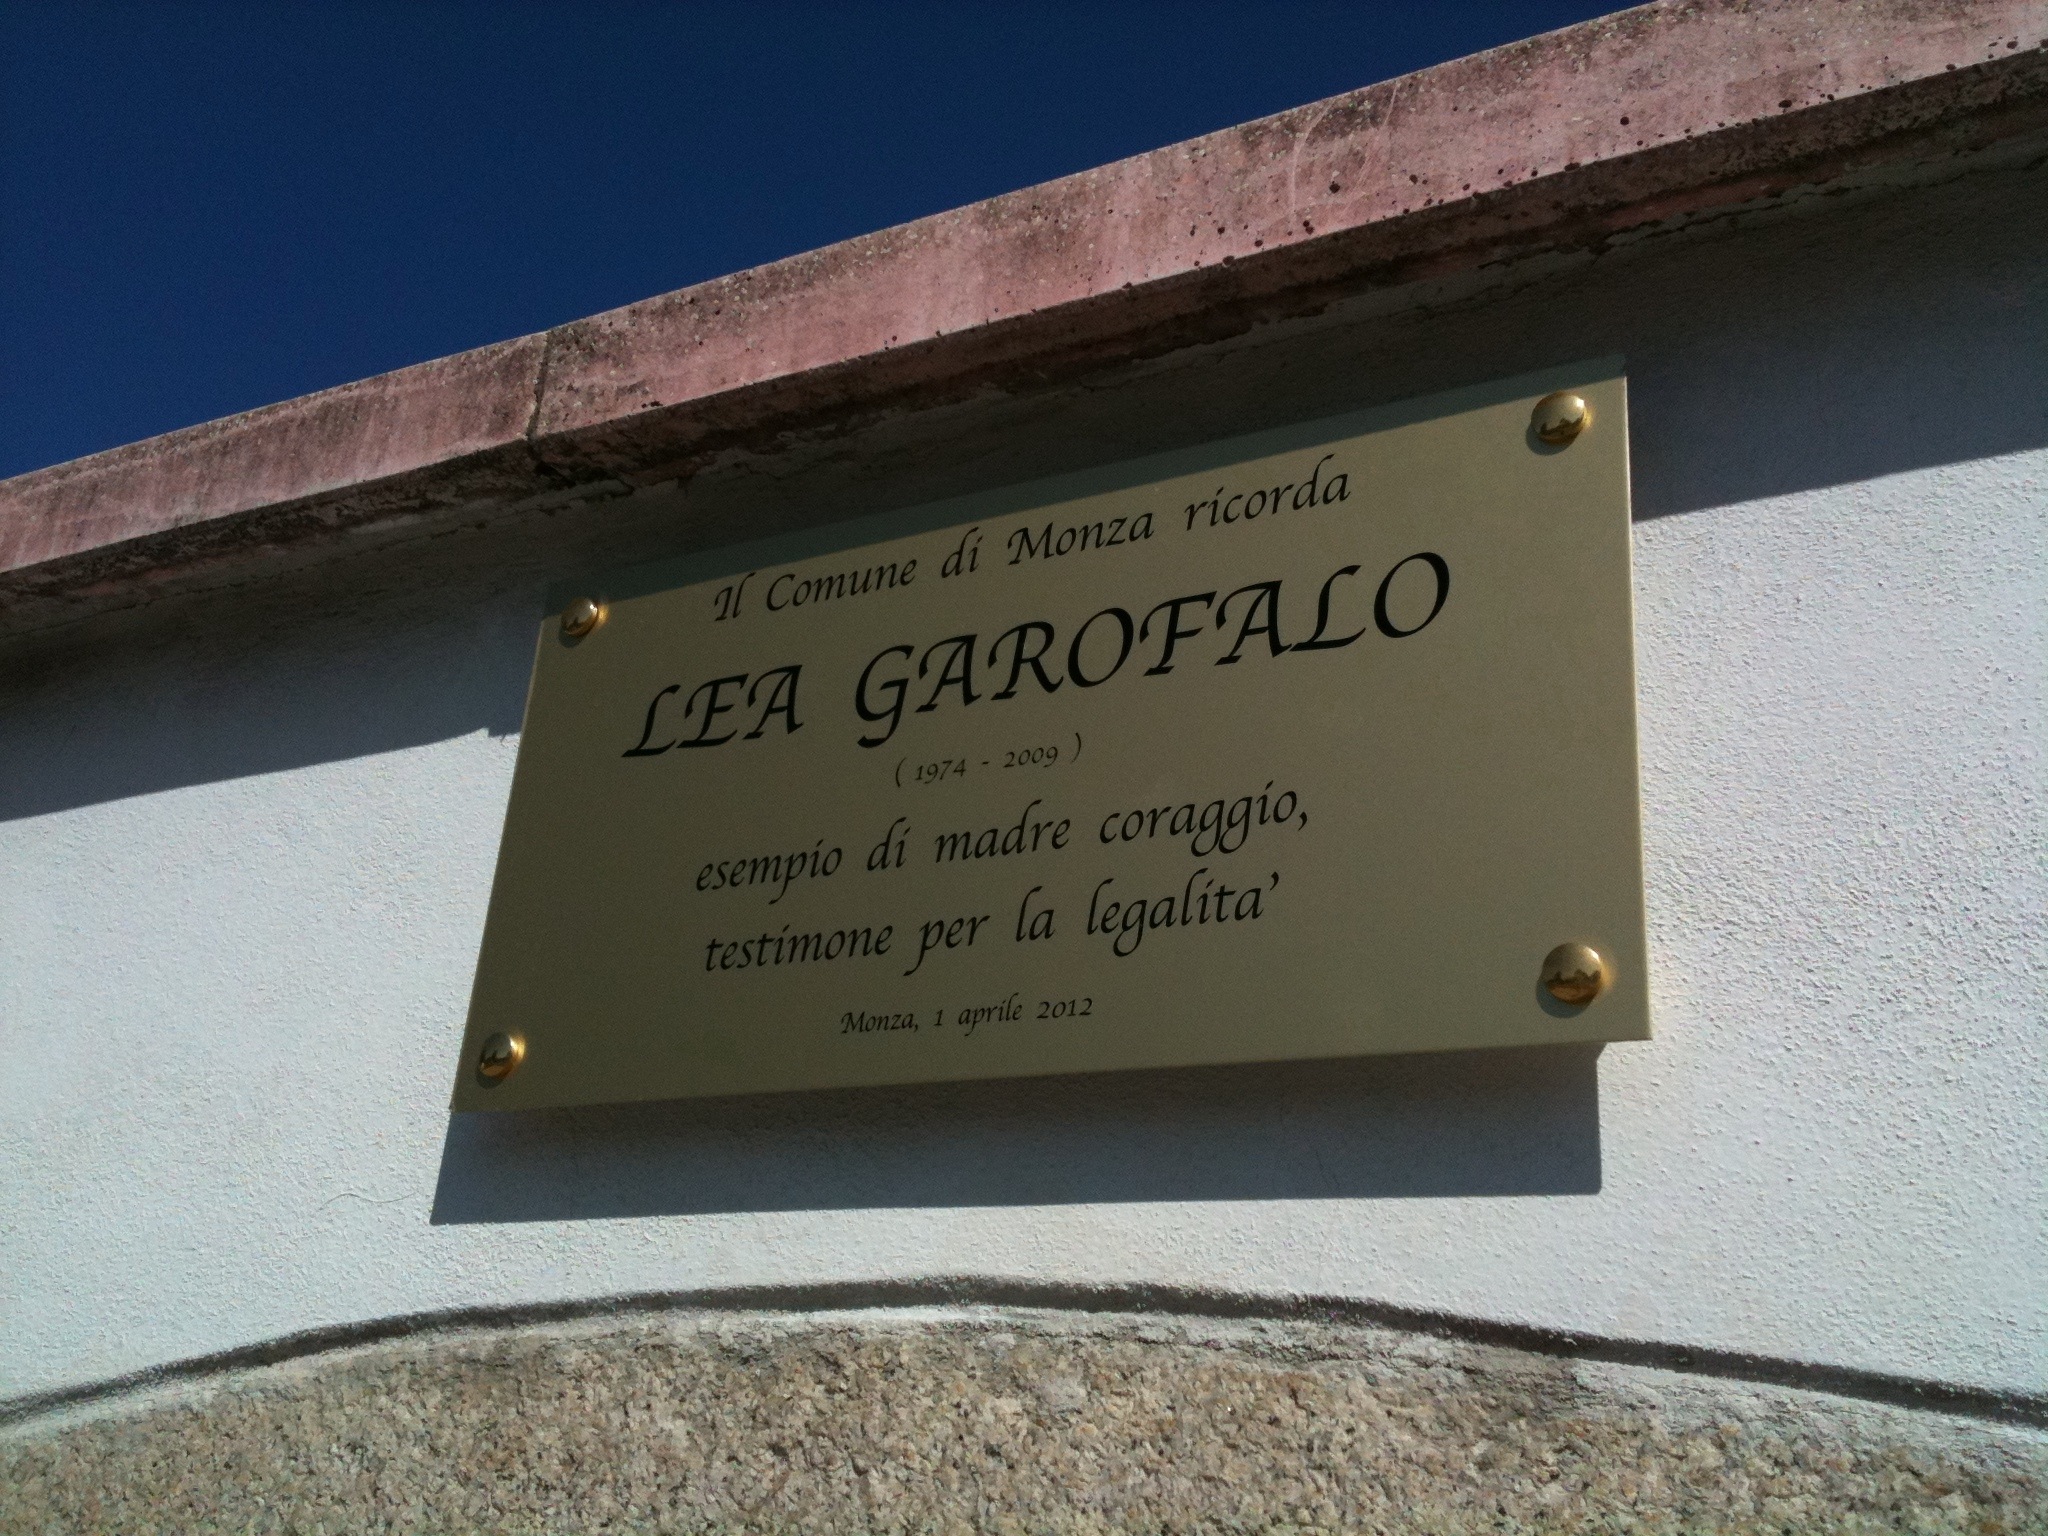 Il Comune di Monza ricorda
LEA GAROFALO
( 1974 - 2009 )
esempio di madre coraggio,
testimone per la legalita'
Monza, 1 aprile 2012